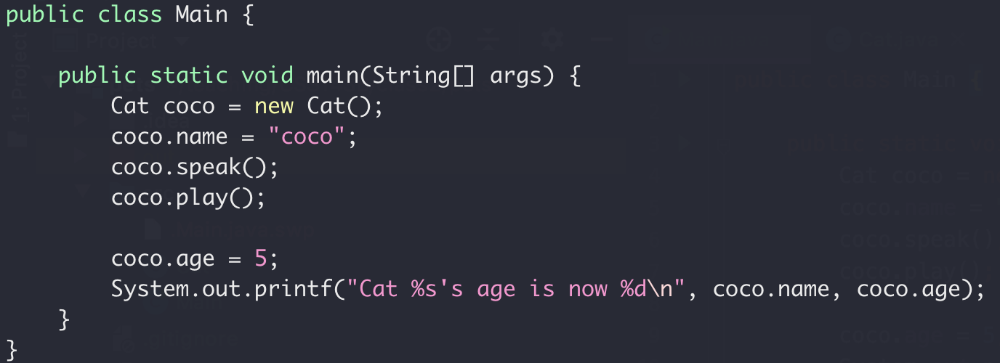 public class Main {
public static void main(String[] args) {
Cat coco = new Cat();
coco.name = "coco";
coco.speak();
coco.play();
coco.age = 5;
System.out.printf("Cat %s's age is now %d\n", coco.name, coco.age);
}
}